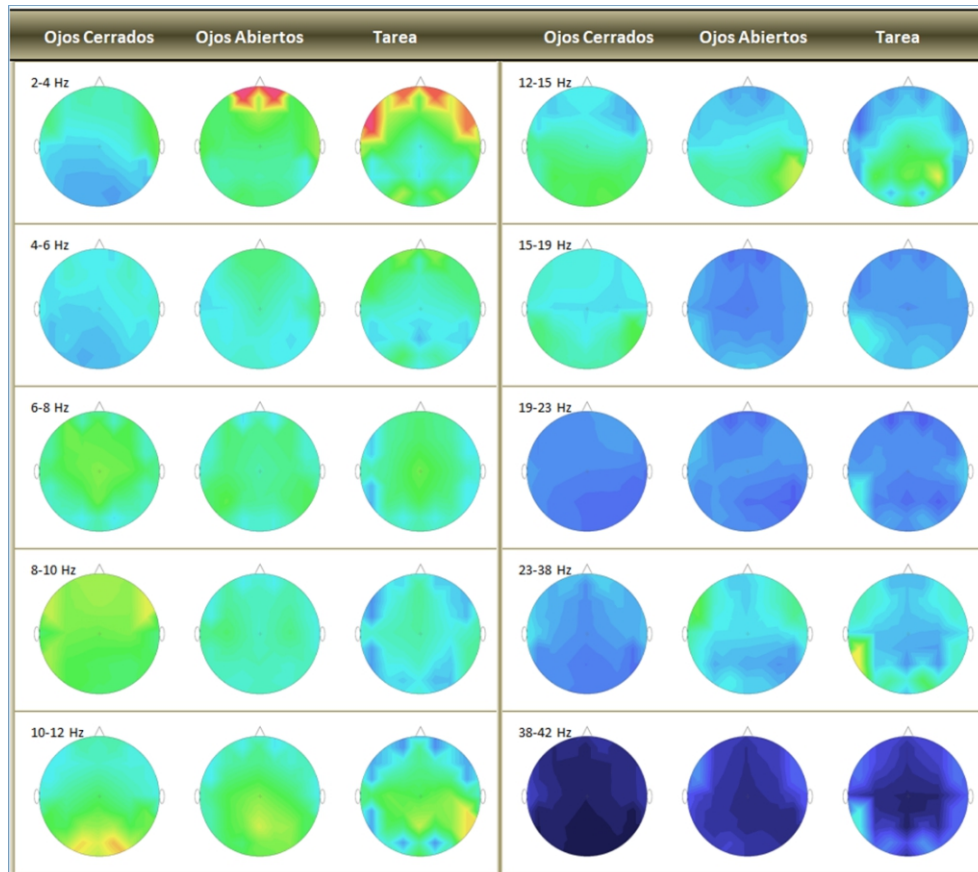 Ojos Cerrados Ojos Abiertos Tarea Ojos Cerrados Ojos Abiertos Tarea
2-4 Hz 12-15 Hz
4-6 Hz 15-19 Hz
6-8 Hz 19-23 Hz
8-10 Hz 23-38 Hz
10-12 Hz 38-42 Hz